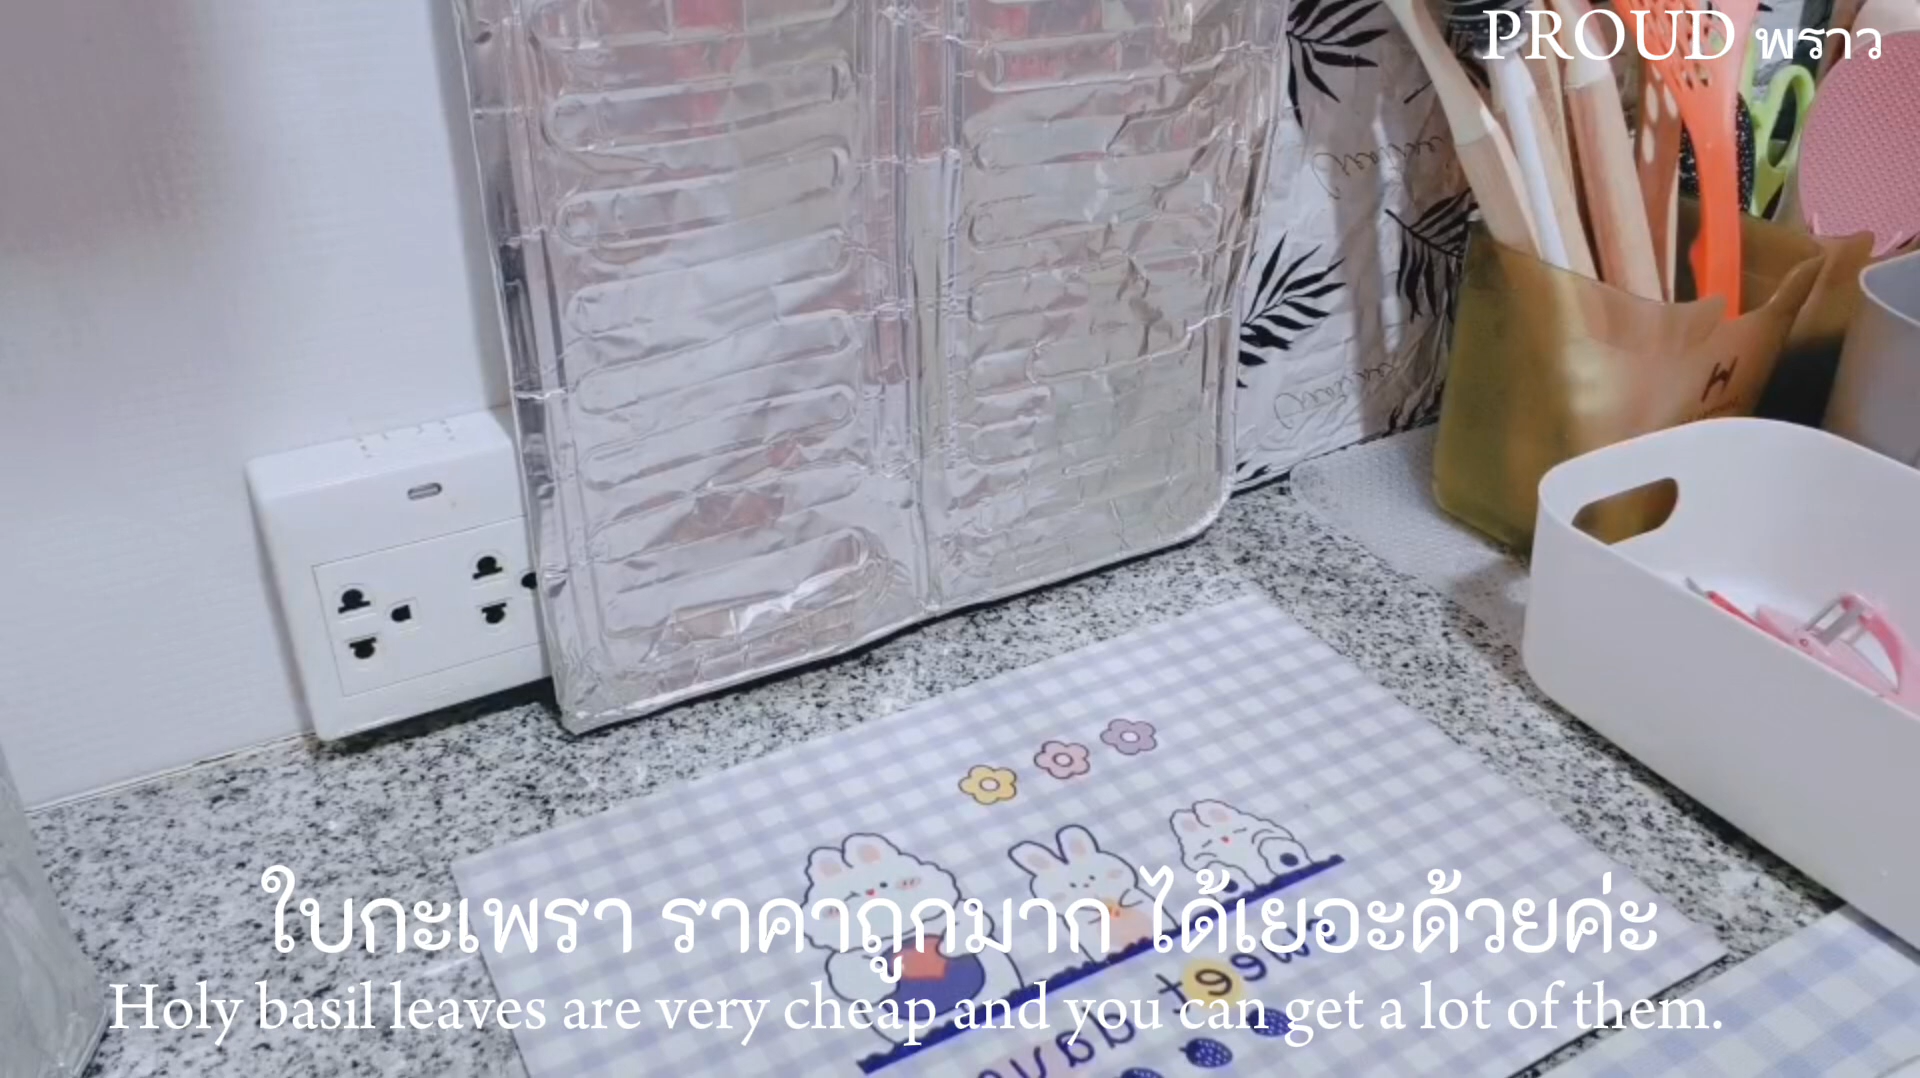 PROUD พราว
ใบกะเพรา ราคาถูกมาก ได้เยอะด้วยค่ะ
Holy basil leaves are very cheap and you can get a lot of them.
sweet